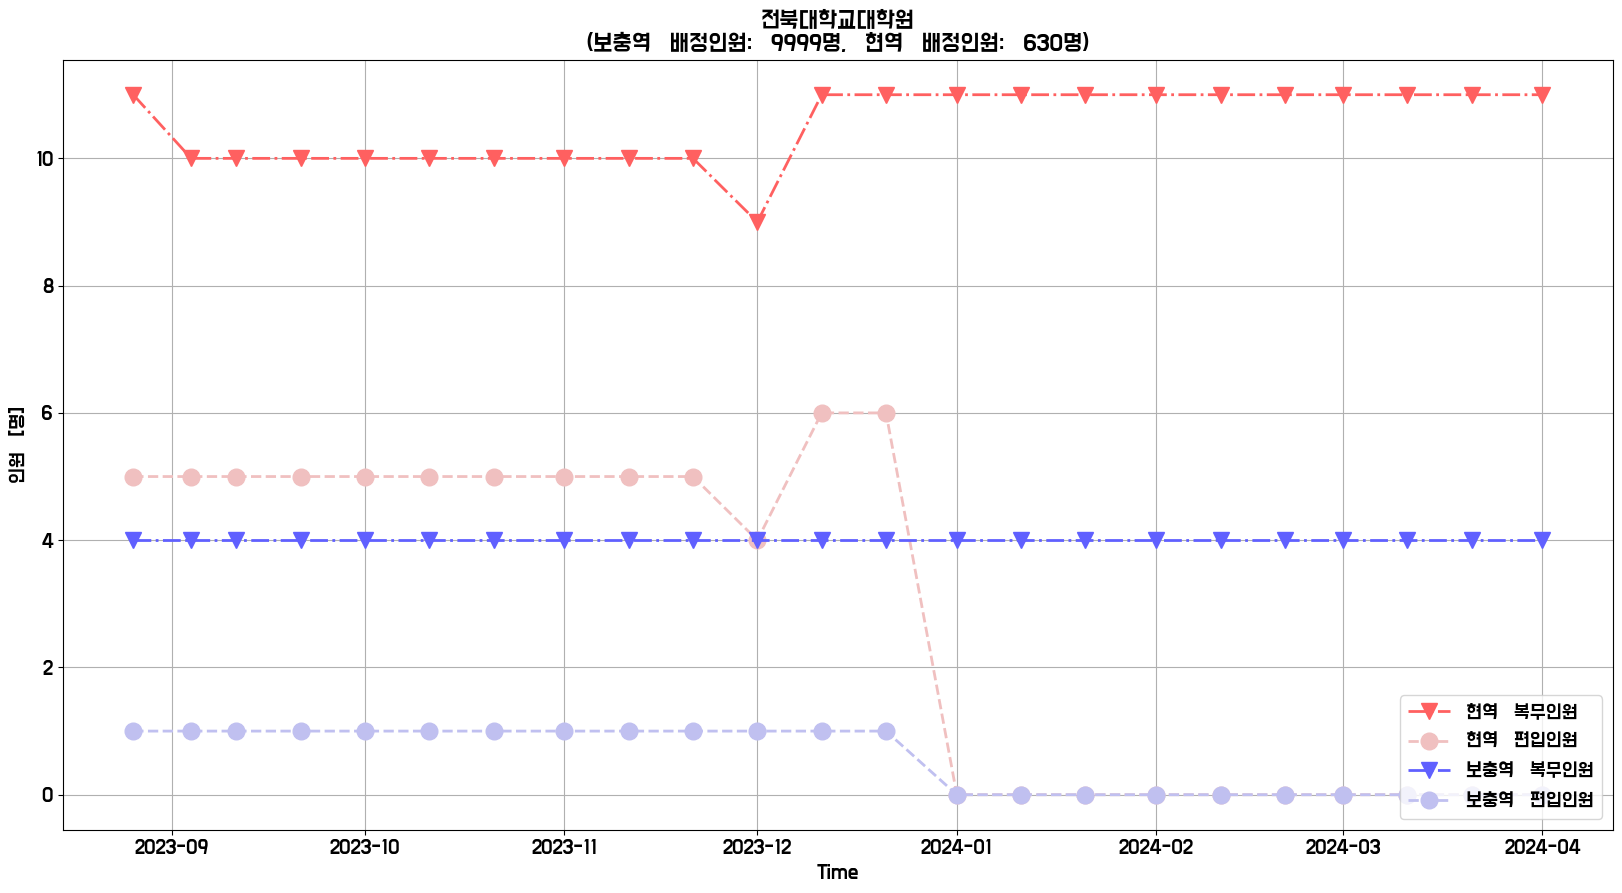 전북대학교대학원
(보충역 배정인원: 9999명, 현역 배정인원: 630명)
인원 [명]
10
8
6
4
2
0
현역 복무인원
현역 편입인원
보충역 복무인원
보충역 편입인원
2023-09 2023-10 2023-11 2023-12 2024-01 2024-02 2024-03 2024-04
Time